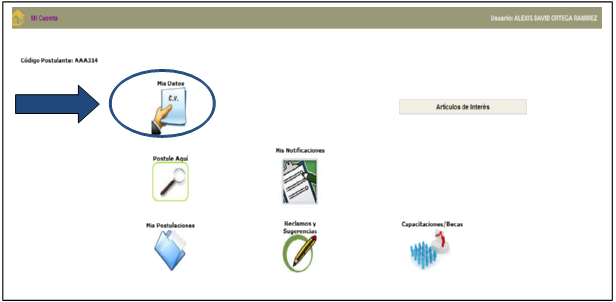 Mi Cuenta
Usuario: ALEXIS DAVID ORTEGA RAMIREZ
Código Postulante: AAA314
Mis Datos
C.V.
Artículos de Interés
Postule Aquí
Mis Notificaciones
Mis Postulaciones
Reclamos y
Sugerencias
Capacitaciones/Becas